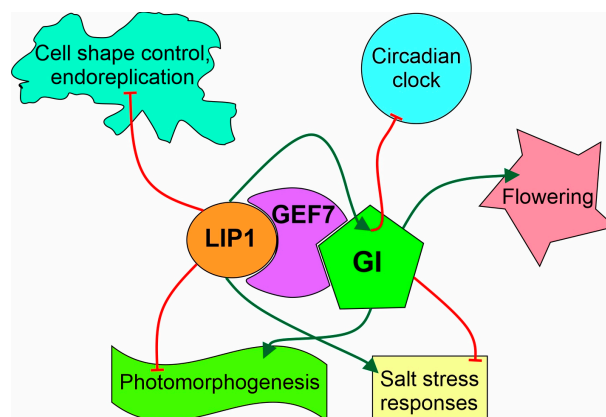 Cell shape control,
endoreplication
Circadian
clock
Flowering
GEF7
LIP1
GI
Photomorphogenesis
Salt stress
responses